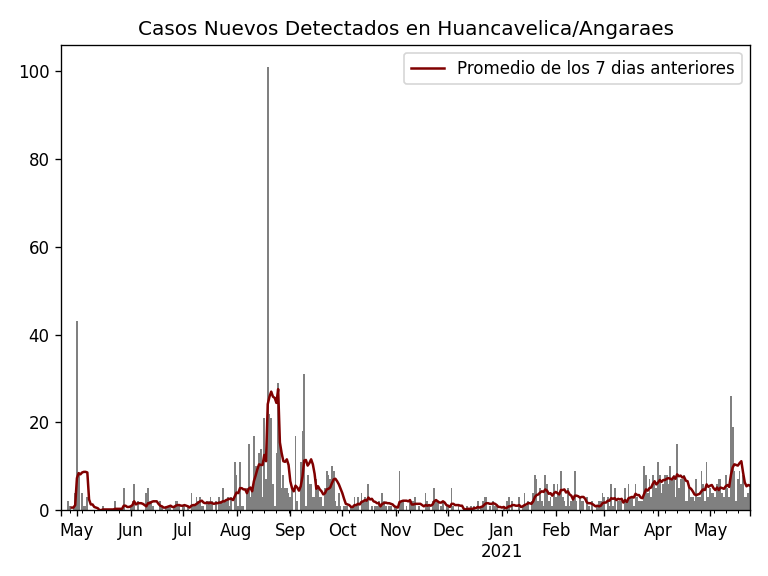 Casos Nuevos Detectados en Huancavelica/Angaraes
Promedio de los 7 dias anteriores
100
80
60
40
20
0
May Jun Jul Aug Sep Oct Nov Dec Jan Feb Mar Apr May
2021